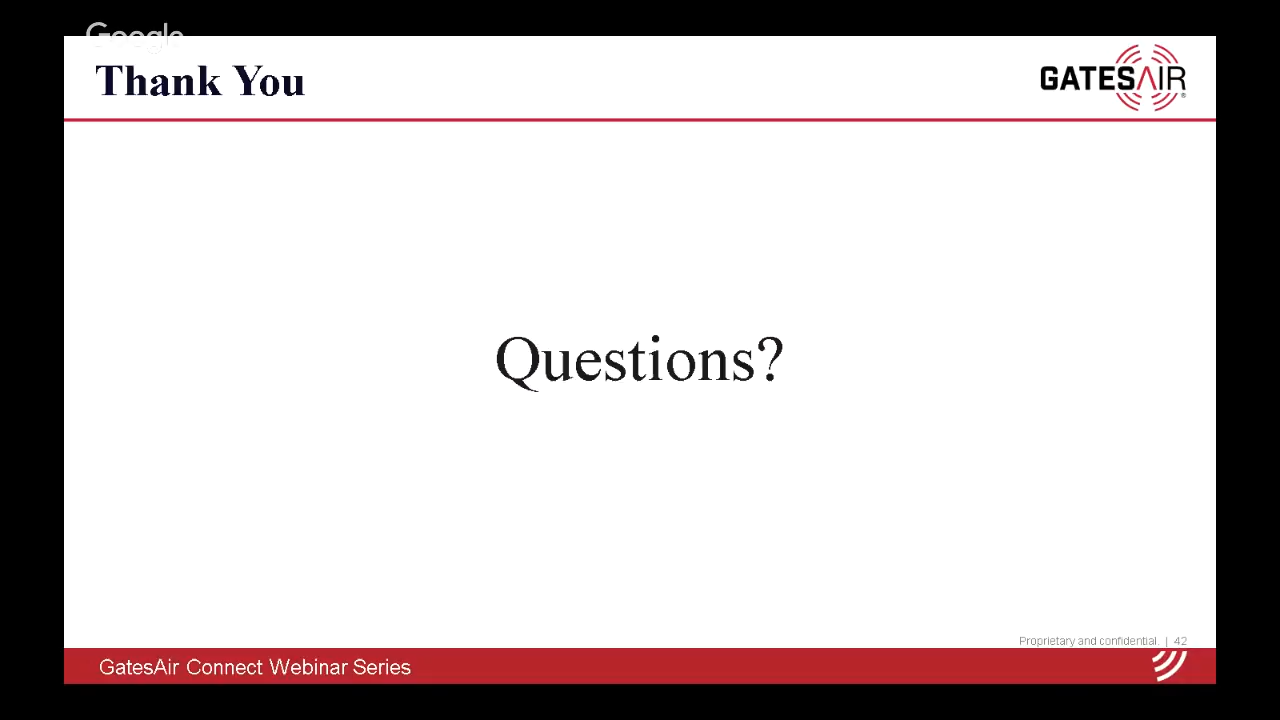 Google
Thank You
GATESAIR®
Questions?
Proprietary and confidential. | 42
GatesAir Connect Webinar Series